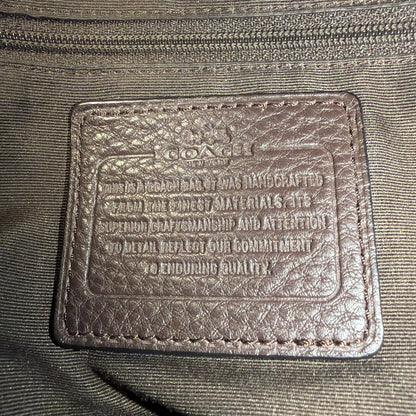 COACH
NEW YORK
THIS IS A COACH BAG. IT WAS HANDCRAFTED
FROM THE FINEST MATERIALS. ITS
SUPERIOR CRAFTSMANSHIP AND ATTENTION
TO DETAIL REFLECT OUR COMMITMENT
TO ENDURING QUALITY.